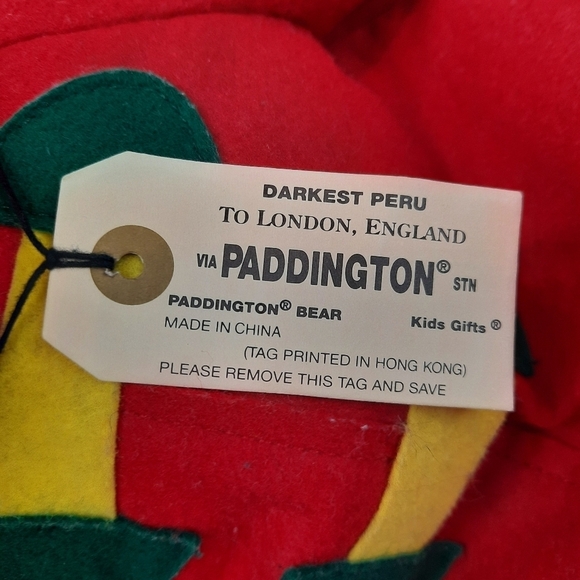 DARKEST PERU
TO LONDON, ENGLAND
VIA PADDINGTON® STN
PADDINGTON® BEAR Kids Gifts ®
MADE IN CHINA
(TAG PRINTED IN HONG KONG)
PLEASE REMOVE THIS TAG AND SAVE